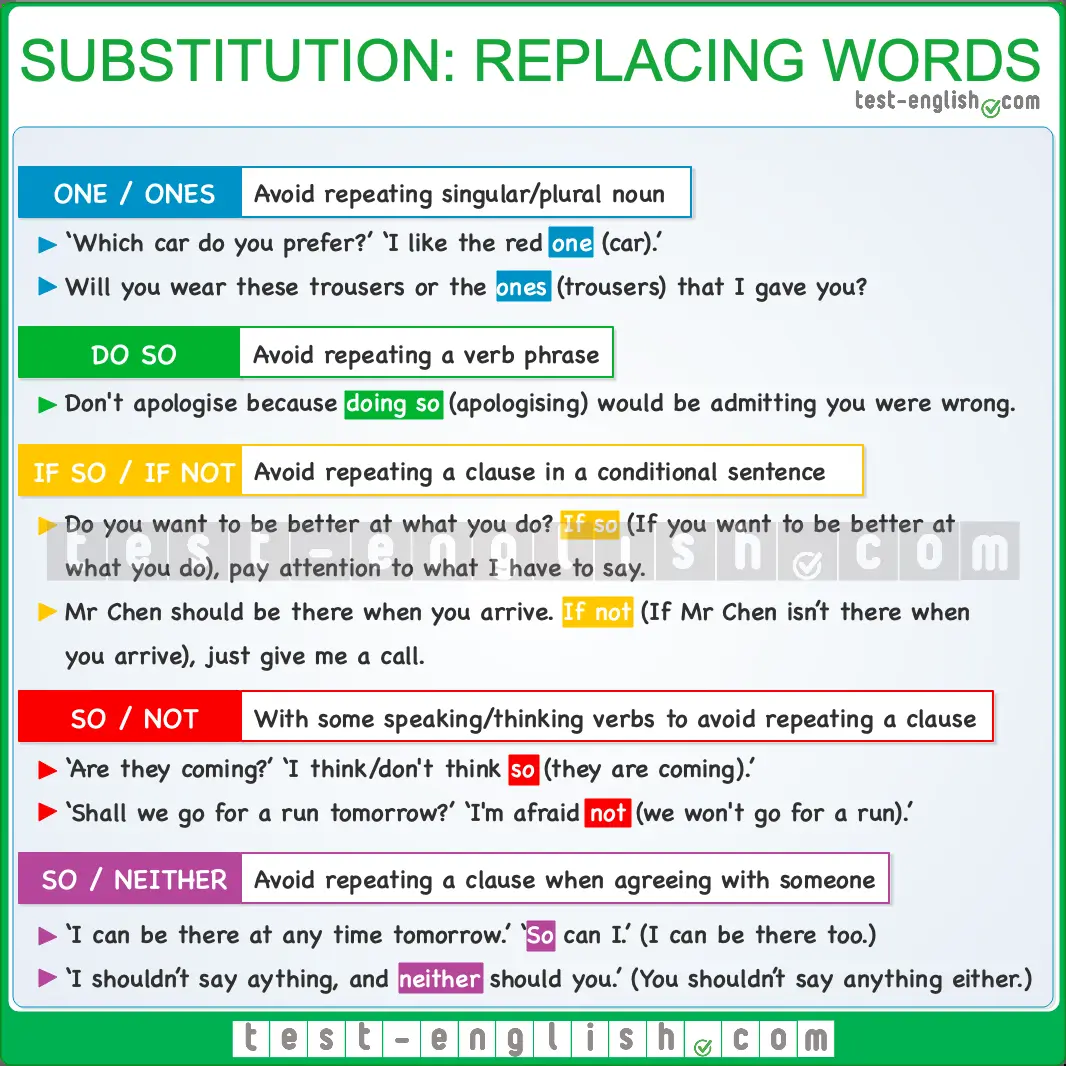 SUBSTITUTION: REPLACING WORDS
test-english.com
ONE / ONES Avoid repeating singular/plural noun
‘Which car do you prefer?’ ‘I like the red one (car).’
Will you wear these trousers or the ones (trousers) that I gave you?
DO SO Avoid repeating a verb phrase
Don't apologise because doing so (apologising) would be admitting you were wrong.
IF SO / IF NOT Avoid repeating a clause in a conditional sentence
Do you want to be better at what you do? If so (If you want to be better at
what you do), pay attention to what I have to say.
test-english.com
Mr Chen should be there when you arrive. If not (If Mr Chen isn’t there when
you arrive), just give me a call.
SO / NOT With some speaking/thinking verbs to avoid repeating a clause
‘Are they coming?’ ‘I think/don't think so (they are coming).’
‘Shall we go for a run tomorrow?’ ‘I'm afraid not (we won't go for a run).’
SO / NEITHER Avoid repeating a clause when agreeing with someone
‘I can be there at any time tomorrow.’ ‘So can I.’ (I can be there too.)
‘I shouldn’t say aything, and neither should you.’ (You shouldn’t say anything either.)
test-english.com